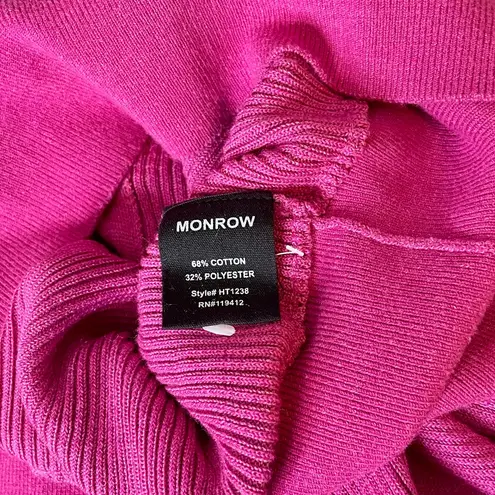 MONROW
68% COTTON
32% POLYESTER
Style# HT1238
RN#119412